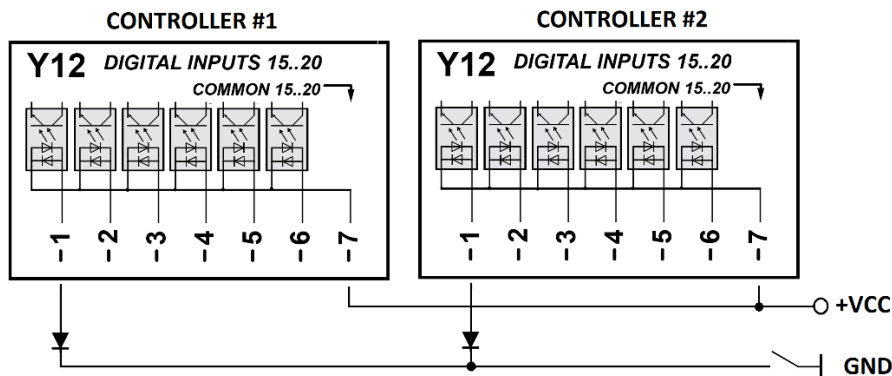 CONTROLLER #1
CONTROLLER #2
Y12 DIGITAL INPUTS 15..20
COMMON 15..20
- 1
- 2
- 3
- 4
- 5
- 6
- 7
Y12 DIGITAL INPUTS 15..20
COMMON 15..20
- 1
- 2
- 3
- 4
- 5
- 6
- 7
+VCC
GND